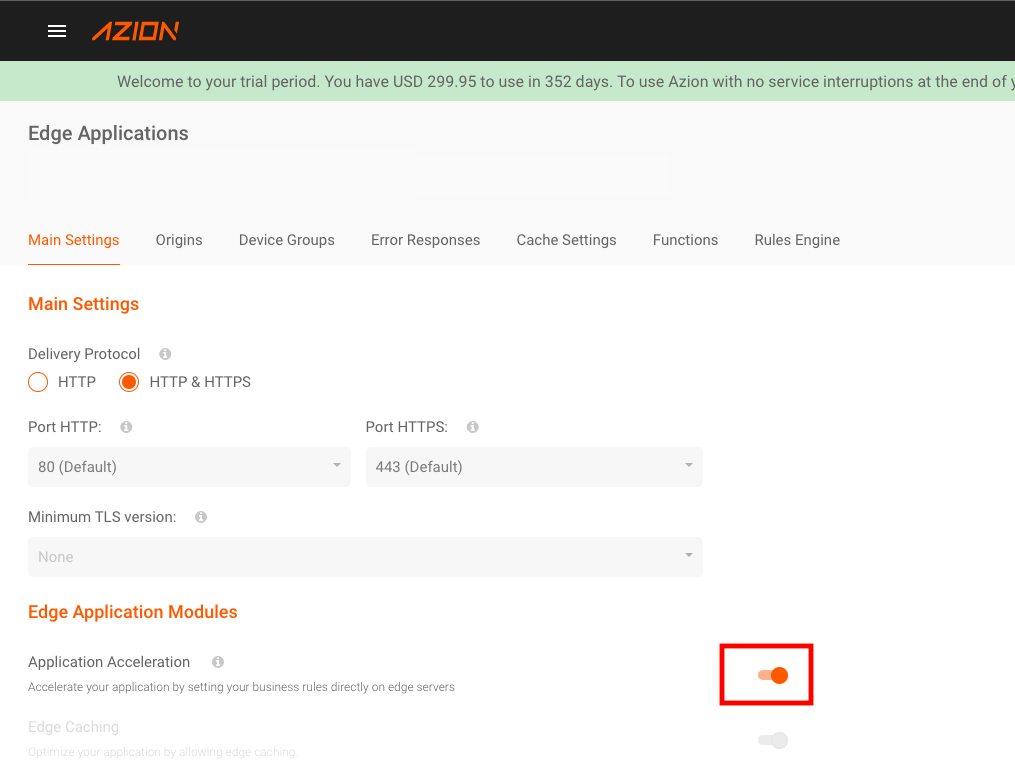 AZION
Welcome to your trial period. You have USD 299.95 to use in 352 days. To use Azion with no service interruptions at the end of
Edge Applications
Main Settings Origins Device Groups Error Responses Cache Settings Functions Rules Engine
Main Settings
Delivery Protocol
HTTP HTTP & HTTPS
Port HTTP: Port HTTPS:
80 (Default) 443 (Default)
Minimum TLS version:
None
Edge Application Modules
Application Acceleration
Accelerate your application by setting your business rules directly on edge servers
Edge Caching
Optimize your application by allowing edge caching.